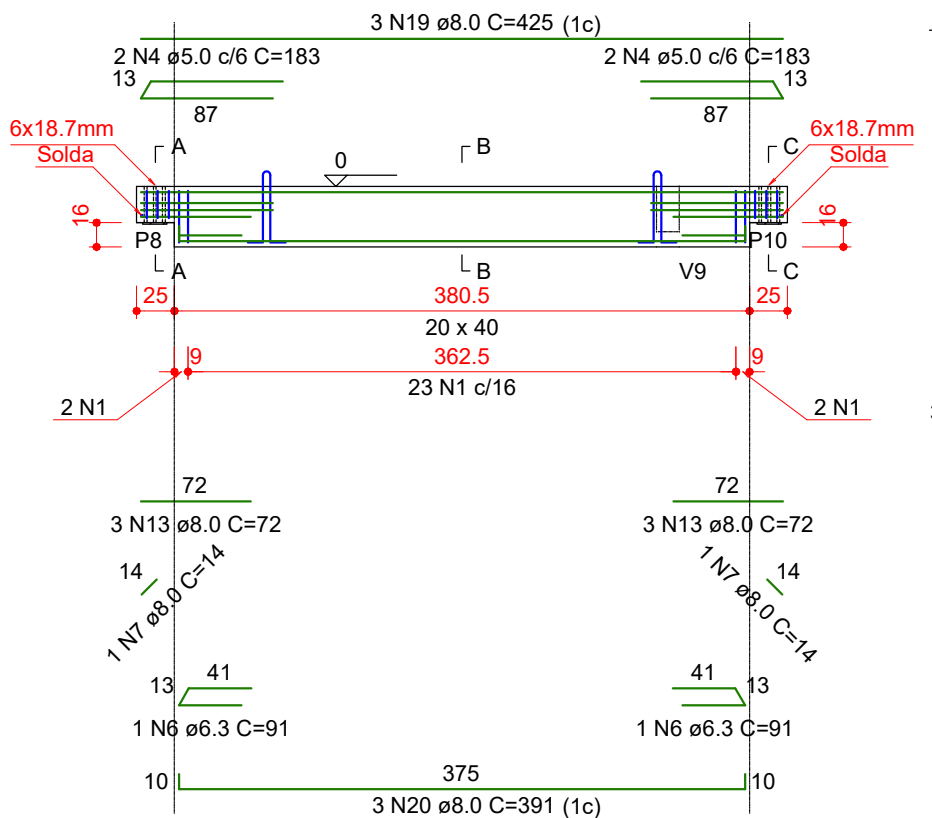 3 N19 ø8.0 C=425 (1c)
2 N4 ø5.0 c/6 C=183
2 N4 ø5.0 c/6 C=183
13
13
87
87
6x18.7mm
Solda
A
B
C
6x18.7mm
Solda
0
16
16
P8
P10
A
B
V9
C
25
380.5
25
20 x 40
9
362.5
9
23 N1 c/16
2 N1
2 N1
72
72
3 N13 ø8.0 C=72
3 N13 ø8.0 C=72
14
1 N7 ø8.0 C=14
1 N7 ø8.0 C=14
14
13
41
41
13
1 N6 ø6.3 C=91
1 N6 ø6.3 C=91
10
375
10
3 N20 ø8.0 C=391 (1c)